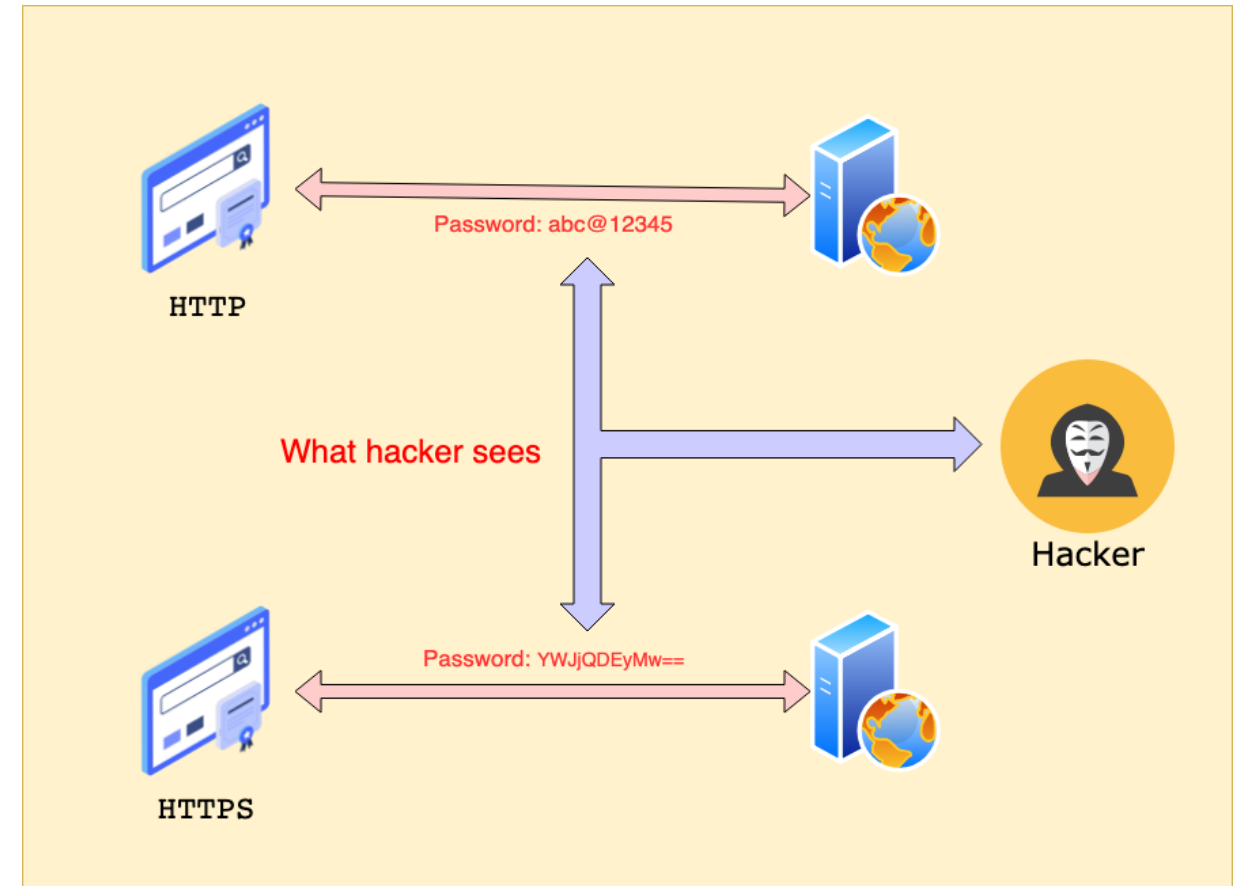 Password: abc@12345
HTTP
What hacker sees
Hacker
Password: YWJjQDEyMw==
HTTPS